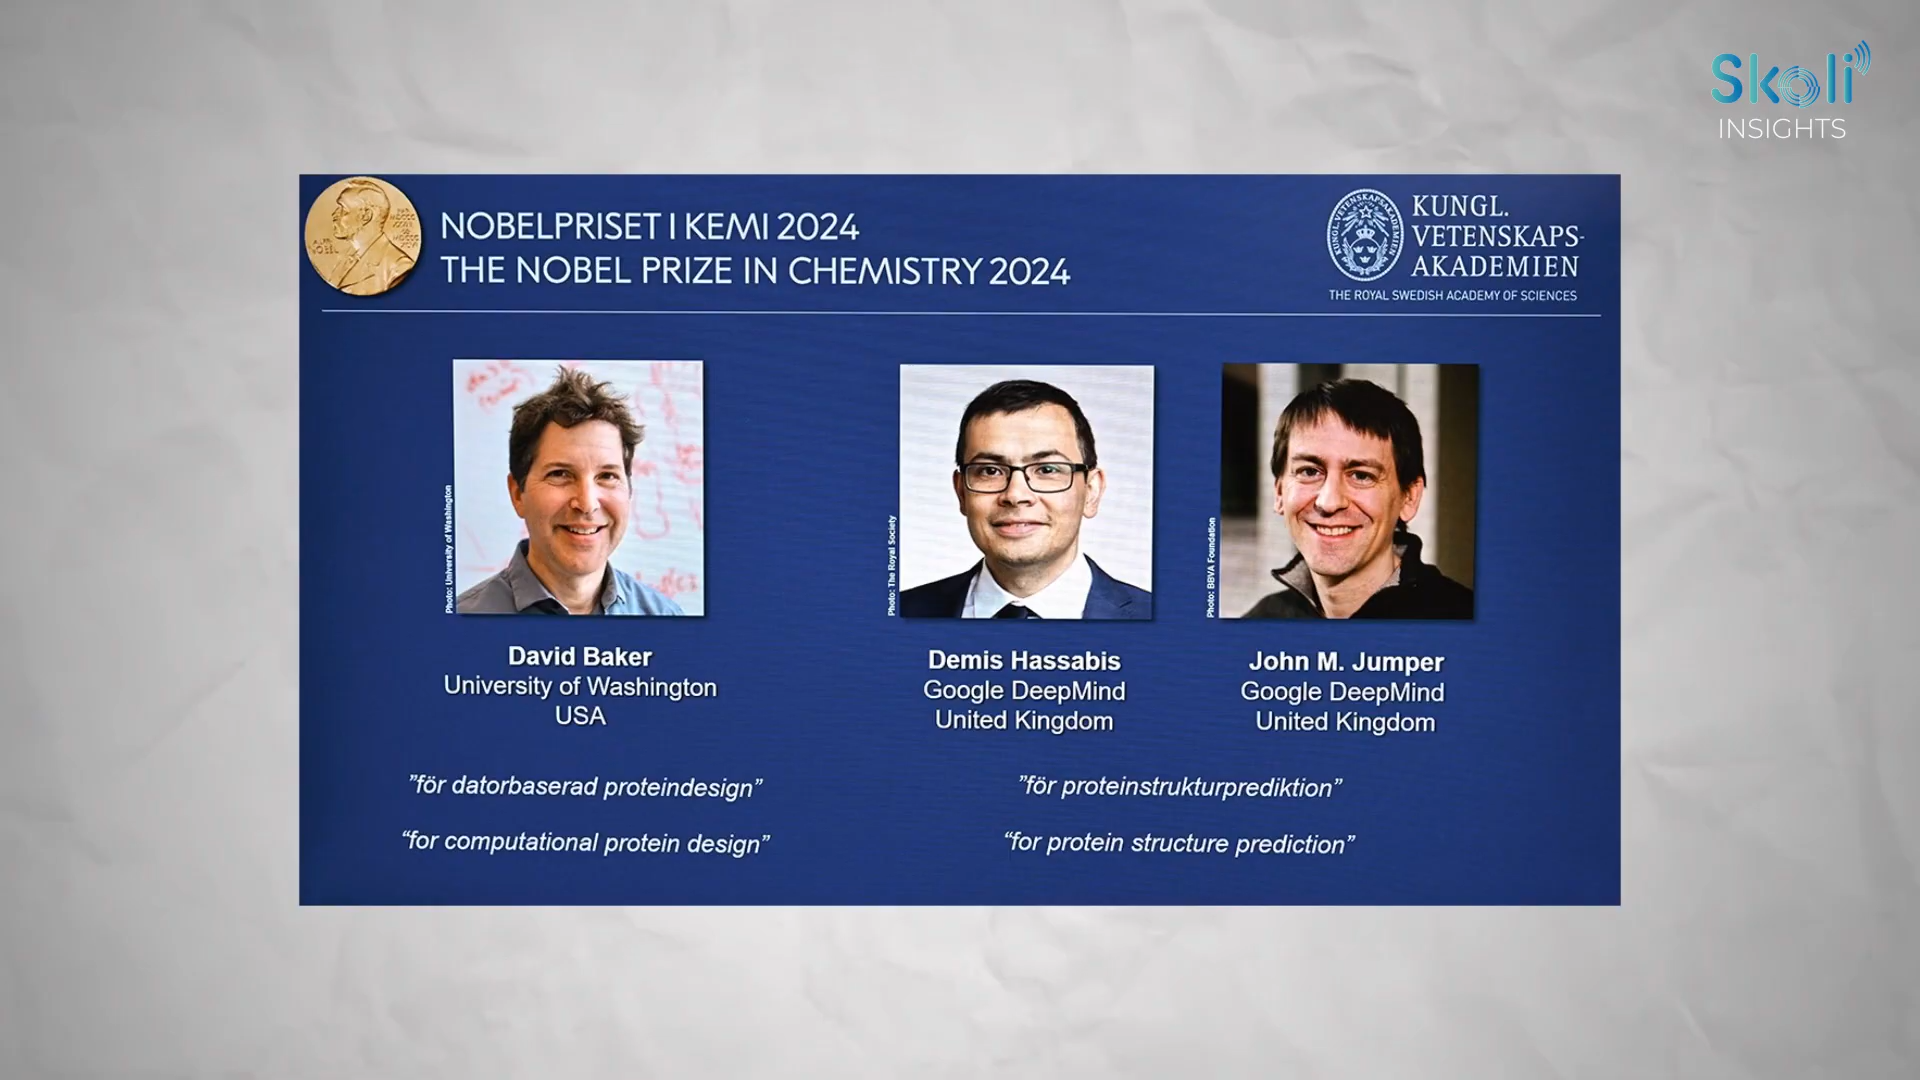 Skoli
INSIGHTS
NOBELPRISET I KEMI 2024
THE NOBEL PRIZE IN CHEMISTRY 2024
KUNGL.
VETENSKAPS-
AKADEMIEN
THE ROYAL SWEDISH ACADEMY OF SCIENCES
Photo: University of Washington
Photo: The Royal Society
Photo: BBVA Foundation
David Baker
University of Washington
USA
Demis Hassabis
Google DeepMind
United Kingdom
John M. Jumper
Google DeepMind
United Kingdom
”för datorbaserad proteindesign”
“for computational protein design”
”för proteinstrukturprediktion”
“for protein structure prediction”